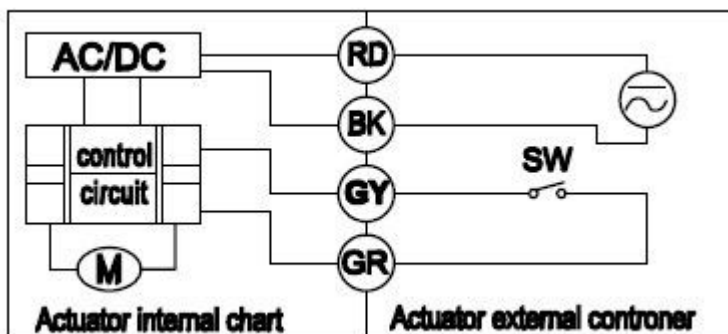 AC/DC
RD
BK
control
circuit
SW
GY
GR
M
Actuator internal chart
Actuator external controner